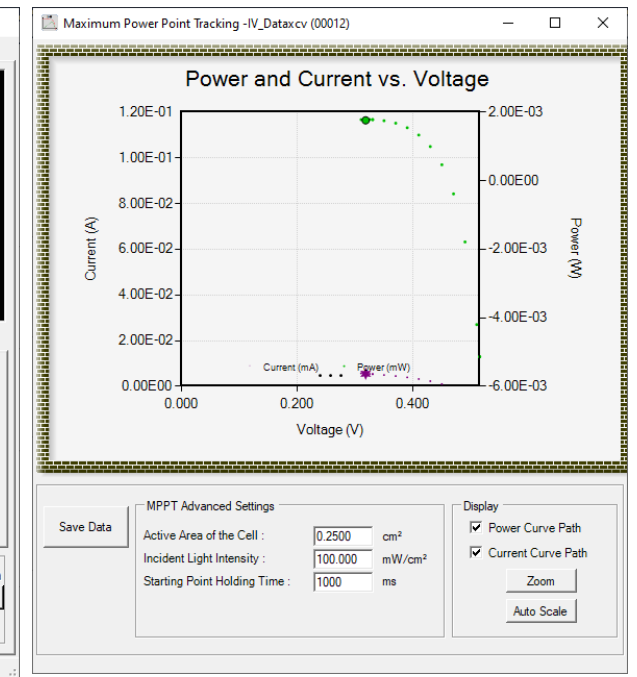 Maximum Power Point Tracking -IV_Dataxcv (00012)
Power and Current vs. Voltage
1.20E-01
1.00E-01
8.00E-02
6.00E-02
4.00E-02
2.00E-02
0.00E00
Current (A)
2.00E-03
0.00E00
-2.00E-03
-4.00E-03
-6.00E-03
Power (W)
Current (mA) Power (mW)
0.000 0.200 0.400
Voltage (V)
Save Data
MPPT Advanced Settings
Active Area of the Cell : 0.2500 cm²
Incident Light Intensity : 100.000 mW/cm²
Starting Point Holding Time : 1000 ms
Display
Power Curve Path
Current Curve Path
Zoom
Auto Scale